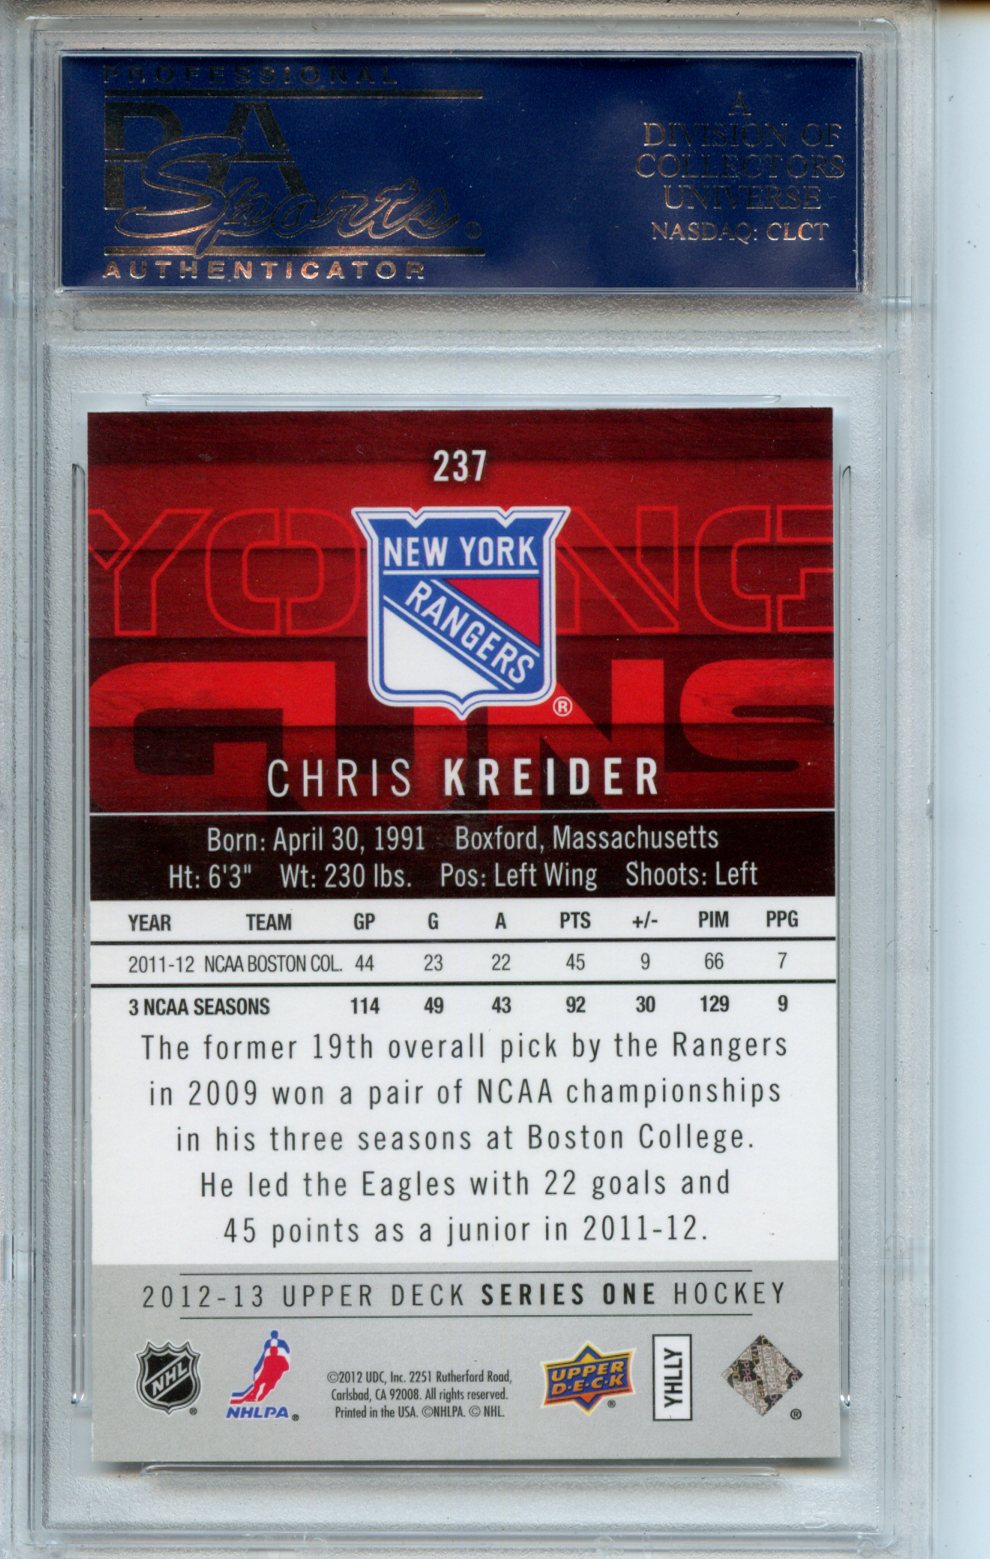 PROFESSIONAL
PSA
Sports®
AUTHENTICATOR
A
DIVISION OF
COLLECTORS
UNIVERSE
NASDAQ: CLCT
237
YOUNG
GUNS
NEW YORK
RANGERS
®
CHRIS KREIDER
Born: April 30, 1991 Boxford, Massachusetts
Ht: 6'3" Wt: 230 lbs. Pos: Left Wing Shoots: Left
YEAR TEAM GP G A PTS +/- PIM PPG
2011-12 NCAA BOSTON COL. 44 23 22 45 9 66 7
3 NCAA SEASONS 114 49 43 92 30 129 9
The former 19th overall pick by the Rangers
in 2009 won a pair of NCAA championships
in his three seasons at Boston College.
He led the Eagles with 22 goals and
45 points as a junior in 2011-12.
2012-13 UPPER DECK SERIES ONE HOCKEY
NHL®
NHLPA®
©2012 UDC, Inc. 2251 Rutherford Road,
Carlsbad, CA 92008. All rights reserved.
Printed in the USA. ©NHLPA. © NHL.
UPPER
D·E·C·K®
YHLLY
®